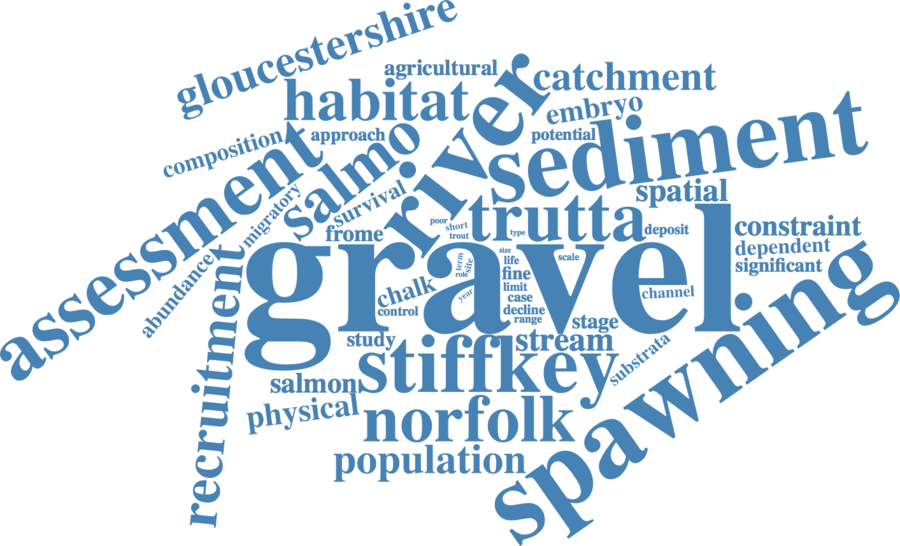 gloucestershire
agricultural
river
catchment
habitat
embryo
sediment
approach
potential
composition
salmo
assessment
migratory
survival
spatial
trutta
poor
short
trout
type
deposit
constraint
frome
gravel
dependent
significant
abundance
recruitment
size
life
term
site
role
scale
fine
limit
chalk
year
case
channel
control
decline
range
stage
spawning
study
stream
stiffkey
substrata
salmon
physical
norfolk
population